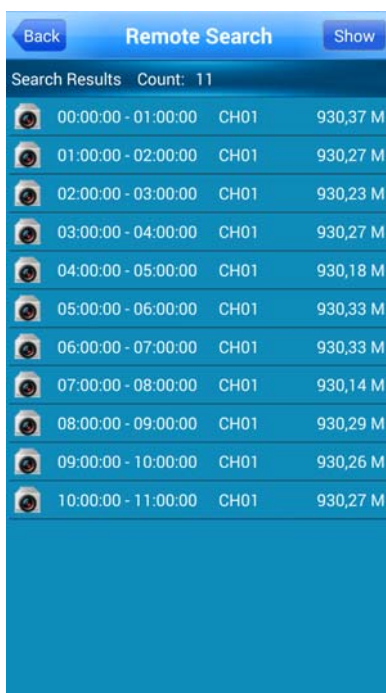 Back Remote Search Show
Search Results Count: 11
00:00:00 - 01:00:00 CH01 930,37 M
01:00:00 - 02:00:00 CH01 930,27 M
02:00:00 - 03:00:00 CH01 930,23 M
03:00:00 - 04:00:00 CH01 930,27 M
04:00:00 - 05:00:00 CH01 930,18 M
05:00:00 - 06:00:00 CH01 930,33 M
06:00:00 - 07:00:00 CH01 930,33 M
07:00:00 - 08:00:00 CH01 930,14 M
08:00:00 - 09:00:00 CH01 930,29 M
09:00:00 - 10:00:00 CH01 930,26 M
10:00:00 - 11:00:00 CH01 930,27 M